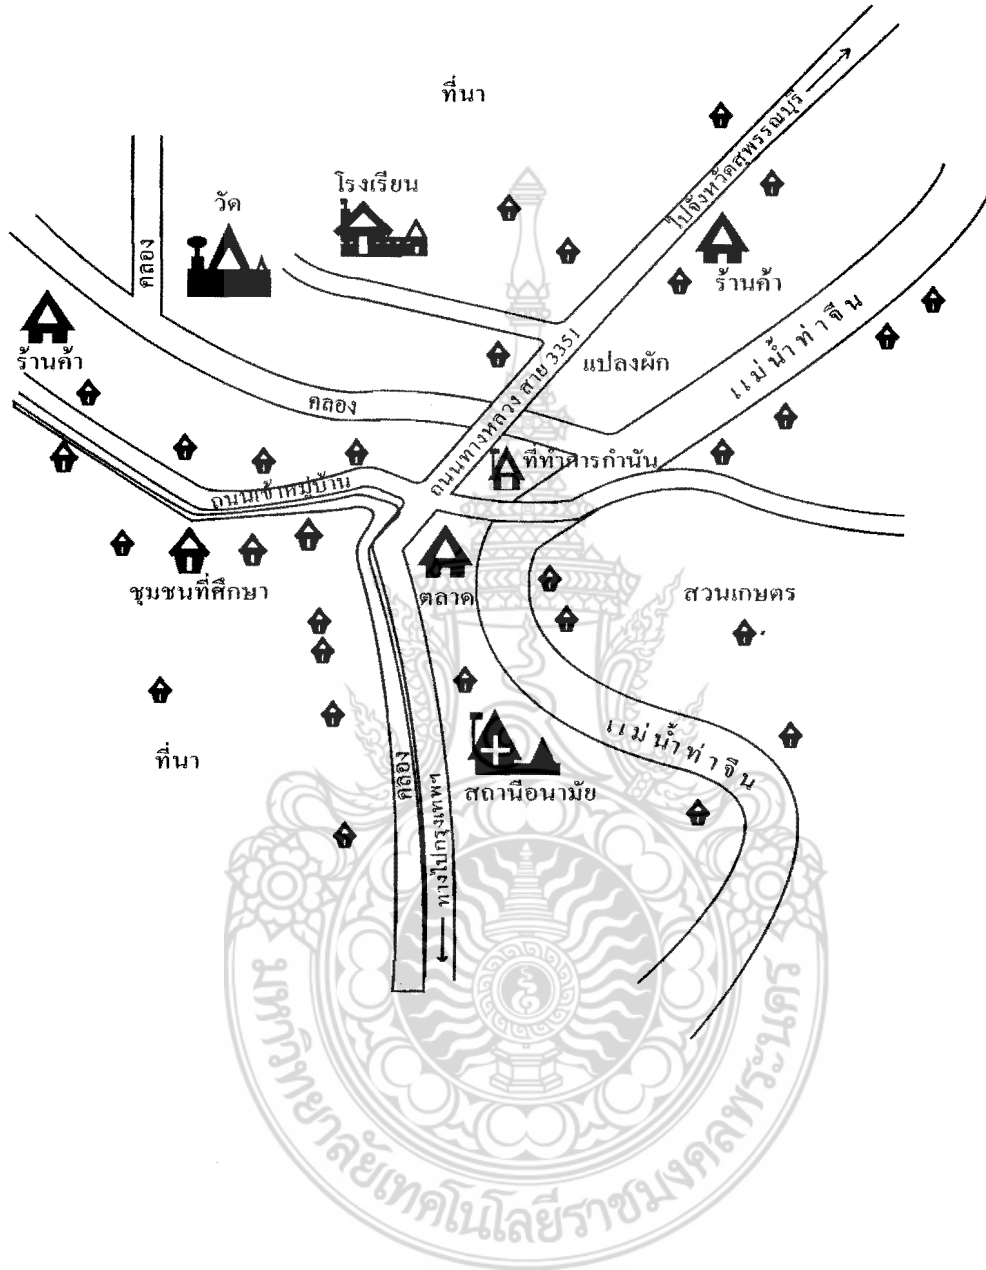 ที่นา
ไปจังหวัดสุพรรณบุรี
โรงเรียน
วัด
คลอง
ร้านค้า
แม่น้ำท่าจีน
ร้านค้า
ถนนทางหลวง สาย 3351
แปลงผัก
คลอง
ที่ทำการกำนัน
ถนนเข้าหมู่บ้าน
ชุมชนที่ศึกษา
ตลาด
สวนเกษตร
แม่น้ำท่าจีน
ที่นา
คลอง
สถานีอนามัย
ทางไปกรุงเทพฯ
มหาวิทยาลัยเทคโนโลยีราชมงคลพระนคร